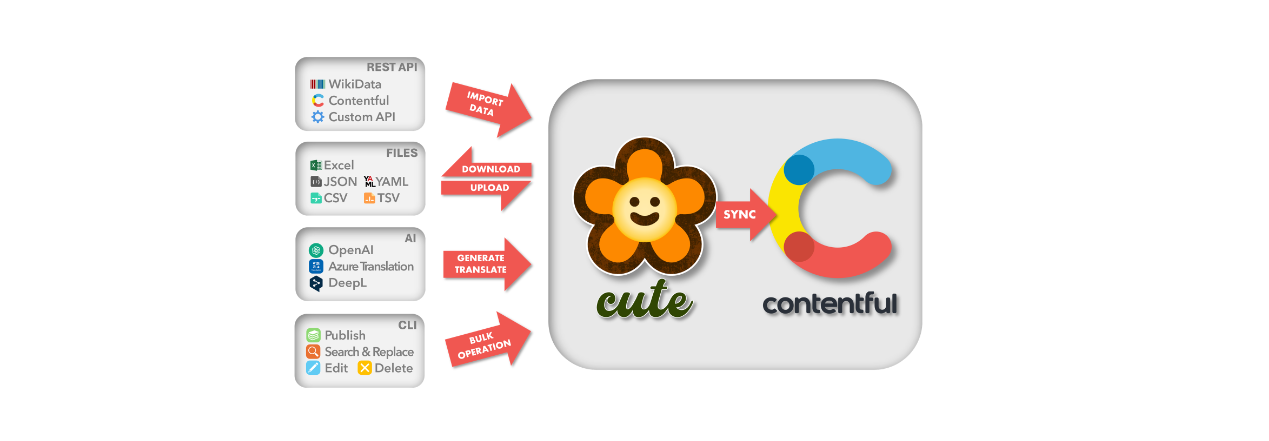 REST API
WikiData
Contentful
Custom API
IMPORT
DATA
FILES
Excel
JSON YAML
CSV TSV
DOWNLOAD
UPLOAD
AI
OpenAI
Azure Translation
DeepL
GENERATE
TRANSLATE
CLI
Publish
Search & Replace
Edit Delete
BULK
OPERATION
cute
SYNC
contentful